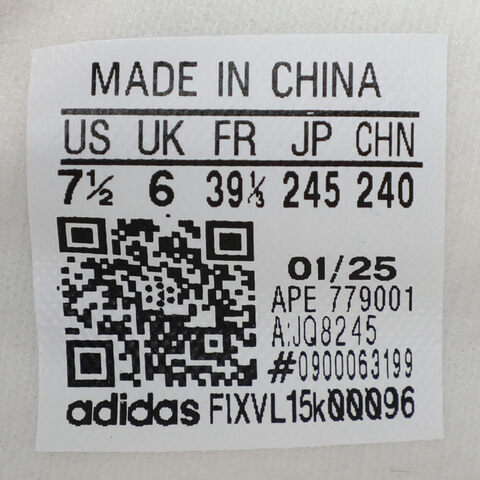 MADE IN CHINA
US UK FR JP CHN
7½ 6 39⅓ 245 240
01/25
APE 779001
A:JQ8245
#0900063199
adidas FIXVL15k00096